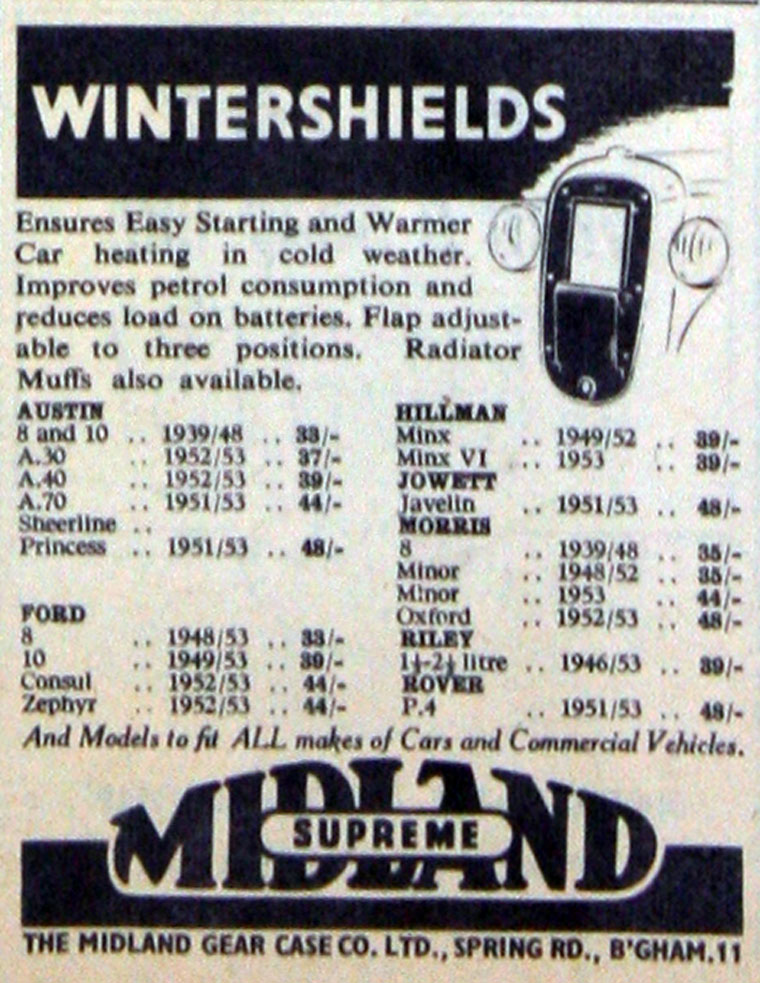 WINTERSHIELDS
Ensures Easy Starting and Warmer
Car heating in cold weather.
Improves petrol consumption and
reduces load on batteries. Flap adjust-
able to three positions. Radiator
Muffs also available.
AUSTIN
8 and 10 .. 1939/48 .. 33/-
A.30 .. 1952/53 .. 37/-
A.40 .. 1952/53 .. 39/-
A.70 .. 1951/53 .. 44/-
Sheerline ..
Princess .. 1951/53 .. 48/-
FORD
8 .. 1948/53 .. 33/-
10 .. 1949/53 .. 39/-
Consul .. 1952/53 .. 44/-
Zephyr .. 1952/53 .. 44/-
HILLMAN
Minx .. 1949/52 .. 39/-
Minx VI .. 1953 .. 39/-
JOWETT
Javelin .. 1951/53 .. 48/-
MORRIS
8 .. 1939/48 .. 35/-
Minor .. 1948/52 .. 35/-
Minor .. 1953 .. 44/-
Oxford .. 1952/53 .. 48/-
RILEY
1½-2½ litre .. 1946/53 .. 39/-
ROVER
P.4 .. 1951/53 .. 48/-
And Models to fit ALL makes of Cars and Commercial Vehicles.
MIDLAND
SUPREME
THE MIDLAND GEAR CASE CO. LTD., SPRING RD., B'GHAM.11